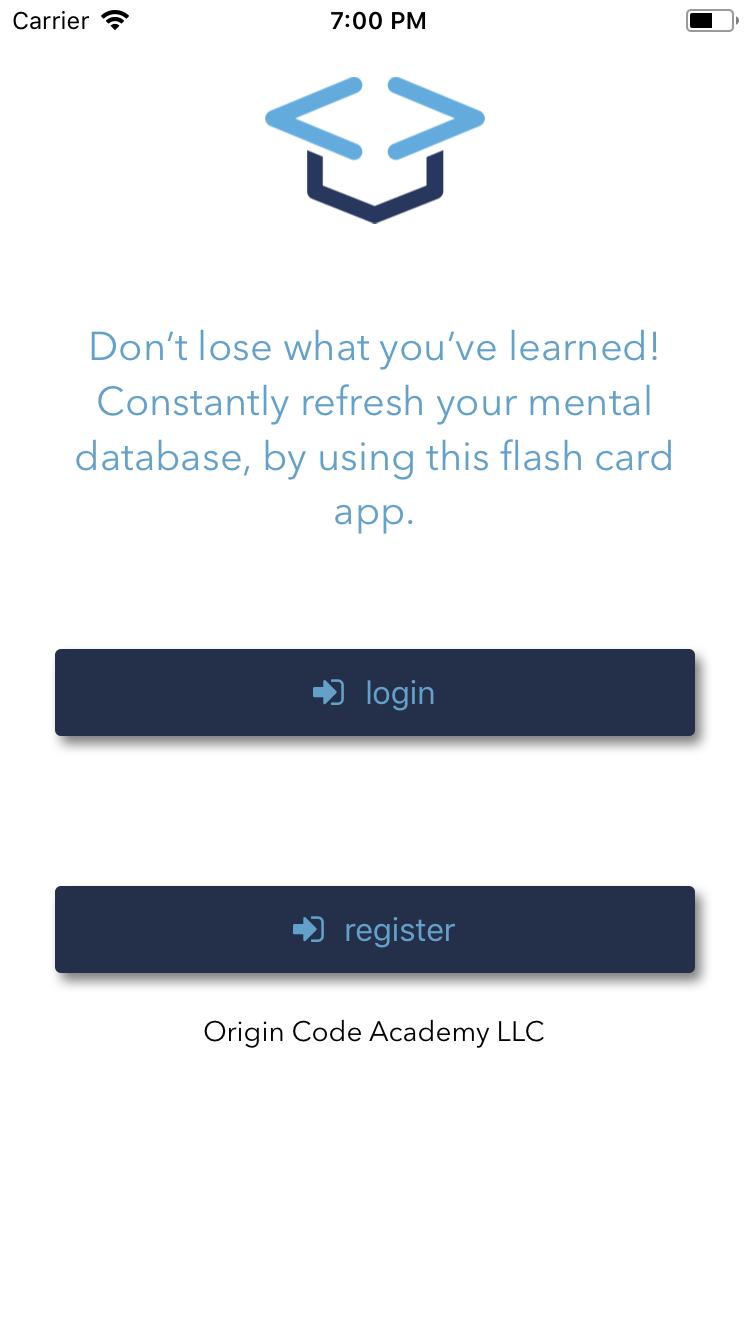 Carrier 7:00 PM
Don’t lose what you’ve learned!
Constantly refresh your mental
database, by using this flash card
app.
login
register
Origin Code Academy LLC